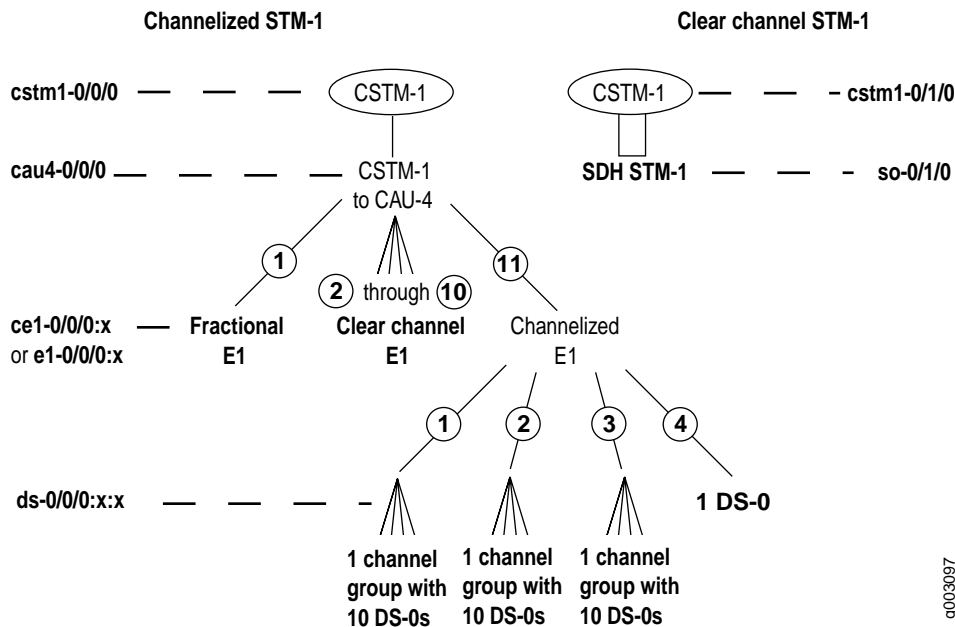 Channelized STM-1
Clear channel STM-1
cstm1-0/0/0
CSTM-1
CSTM-1
cstm1-0/1/0
cau4-0/0/0
CSTM-1
to CAU-4
SDH STM-1
so-0/1/0
1
11
2 through 10
ce1-0/0/0:x
or e1-0/0/0:x
Fractional
E1
Clear channel
E1
Channelized
E1
1
2
3
4
ds-0/0/0:x:x
1 DS-0
1 channel
group with
10 DS-0s
1 channel
group with
10 DS-0s
1 channel
group with
10 DS-0s
g003097